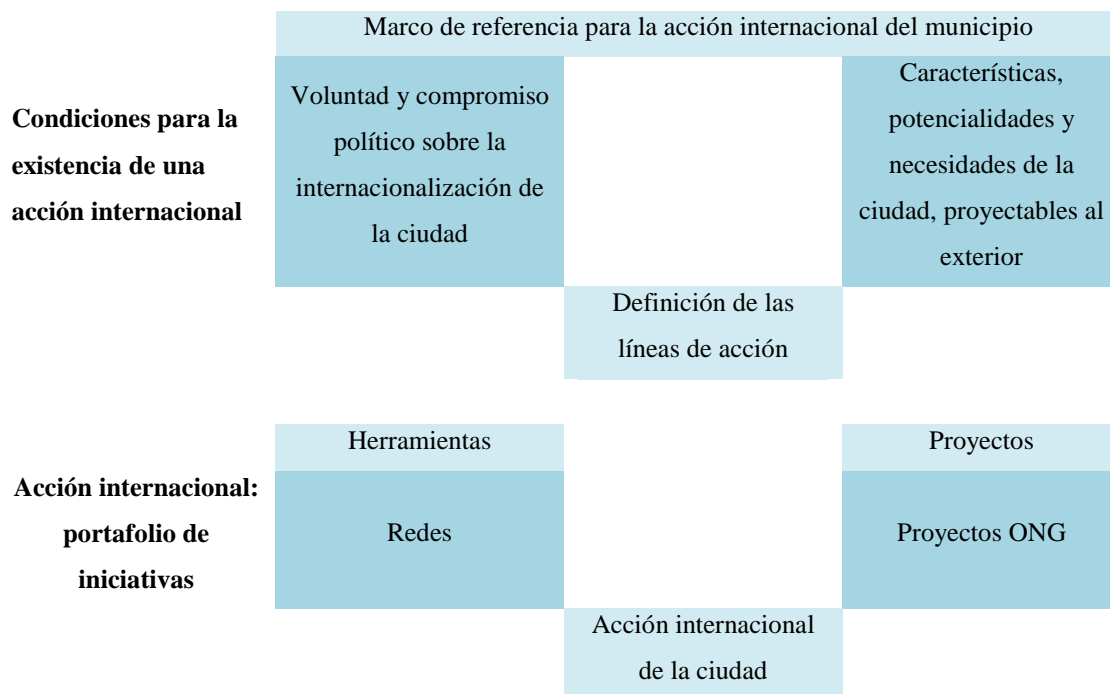 Marco de referencia para la acción internacional del municipio
Condiciones para la
existencia de una
acción internacional
Voluntad y compromiso
político sobre la
internacionalización de
la ciudad
Características,
potencialidades y
necesidades de la
ciudad, proyectables al
exterior
Definición de las
líneas de acción
Acción internacional:
portafolio de
iniciativas
Herramientas
Redes
Proyectos
Proyectos ONG
Acción internacional
de la ciudad